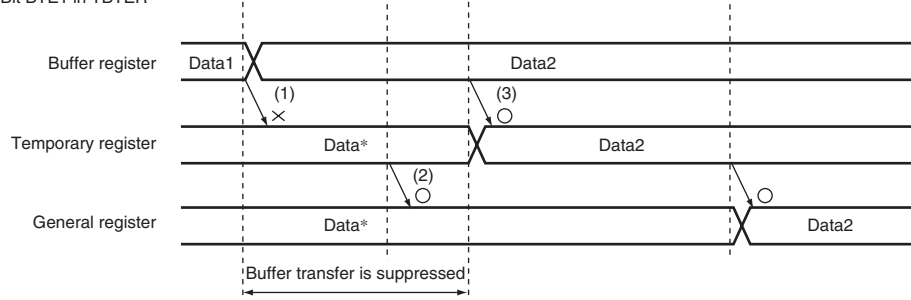 Bit BTE1 in TBTER
Buffer register Data1 Data2
(1) (3)
Temporary register Data* Data2
(2)
General register Data* Data2
Buffer transfer is suppressed